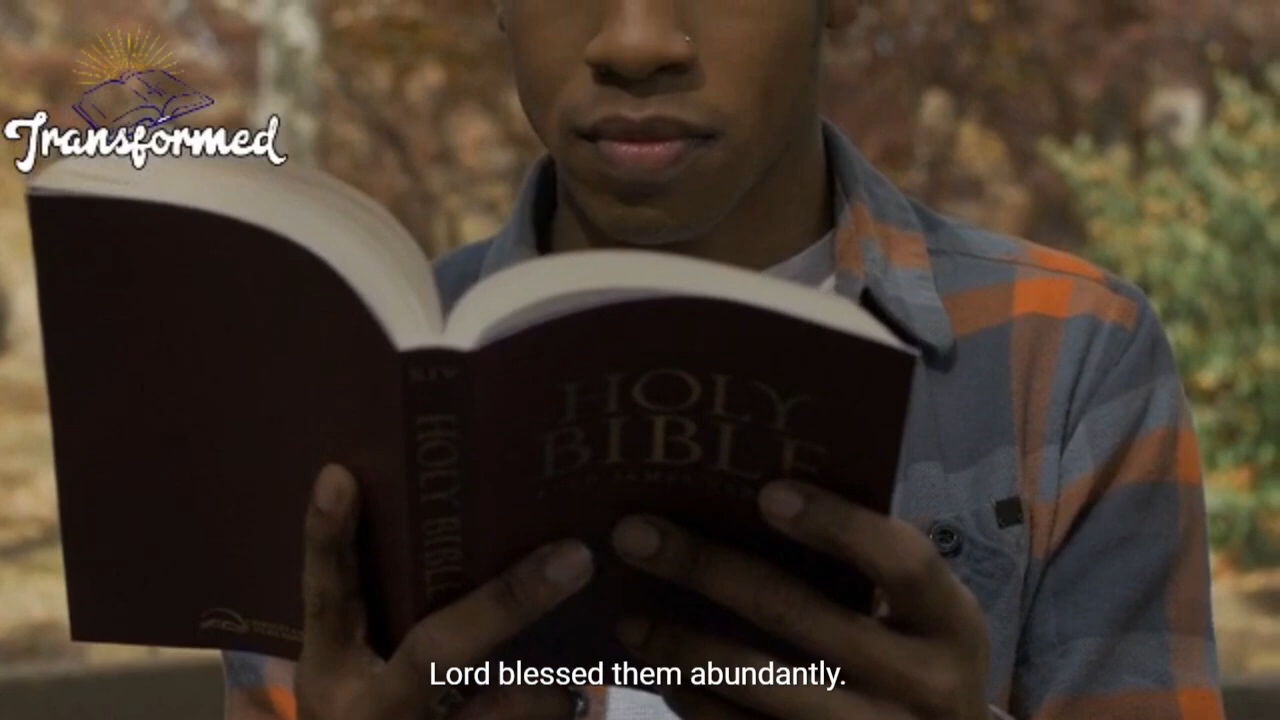 Transformed
HOLY
BIBLE
HOLY BIBLE
Lord blessed them abundantly.